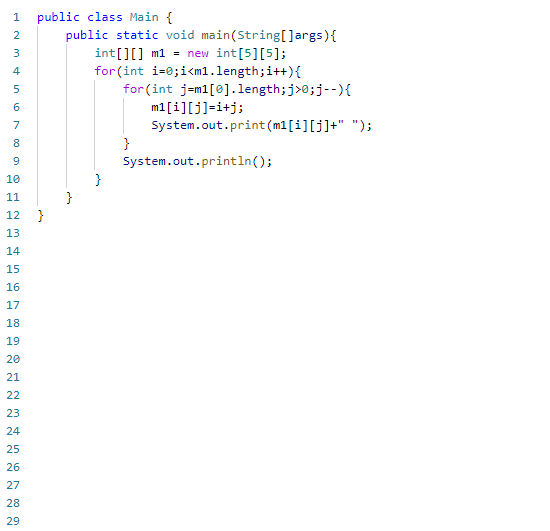 1 public class Main {
2 public static void main(String[]args){
3 int[][] m1 = new int[5][5];
4 for(int i=0;i<m1.length;i++){
5 for(int j=m1[0].length;j>0;j--){
6 m1[i][j]=i+j;
7 System.out.print(m1[i][j]+" ");
8 }
9 System.out.println();
10 }
11 }
12 }
13
14
15
16
17
18
19
20
21
22
23
24
25
26
27
28
29